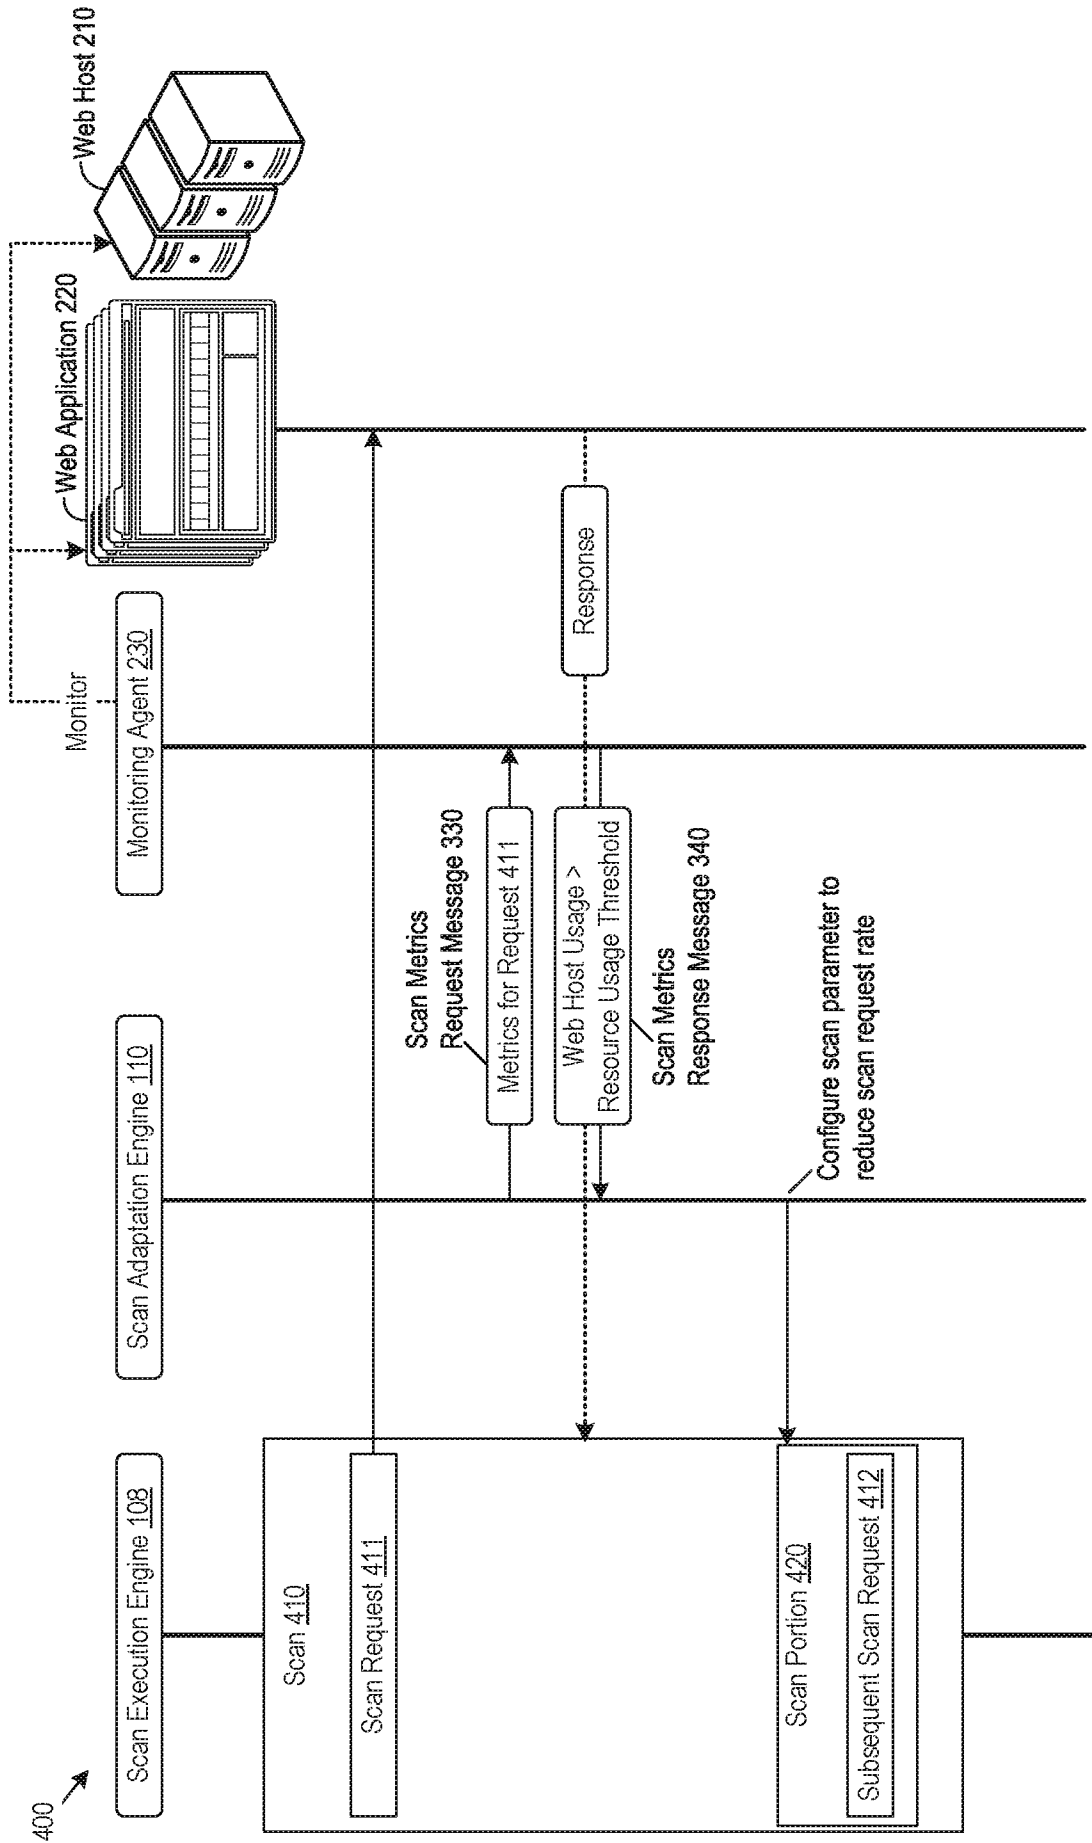 400
Scan Execution Engine 108
Scan Adaptation Engine 110
Monitoring Agent 230
Monitor
Web Application 220
Web Host 210
Scan 410
Scan Request 411
Scan Metrics
Request Message 330
Metrics for Request 411
Response
Web Host Usage >
Resource Usage Threshold
Scan Metrics
Response Message 340
Configure scan parameter to
reduce scan request rate
Scan Portion 420
Subsequent Scan Request 412